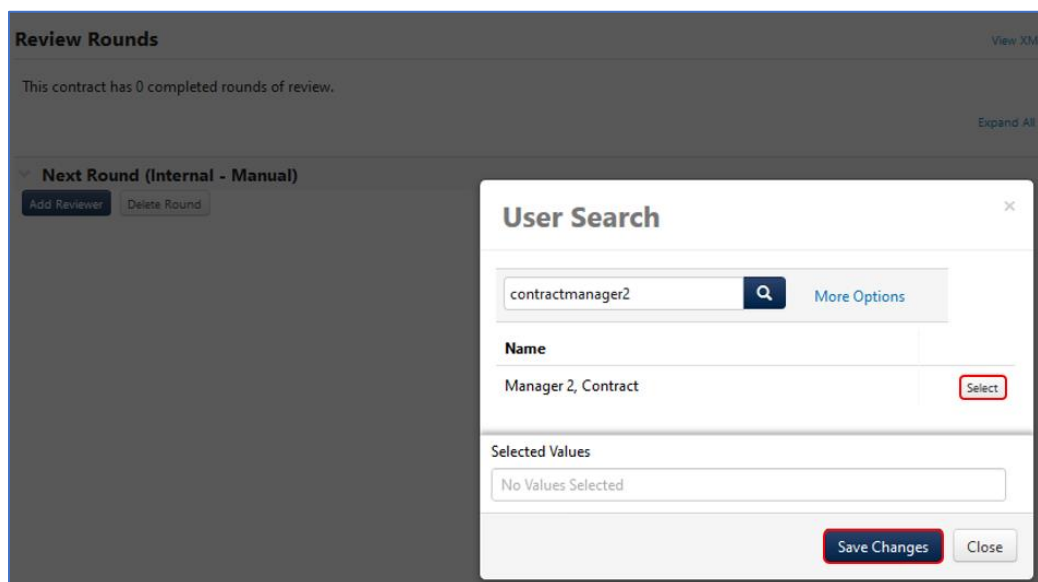 Review Rounds
View XM
This contract has 0 completed rounds of review.
Expand All
Next Round (Internal - Manual)
Add Reviewer Delete Round
User Search
contractmanager2 More Options
Name
Manager 2, Contract Select
Selected Values
No Values Selected
Save Changes Close